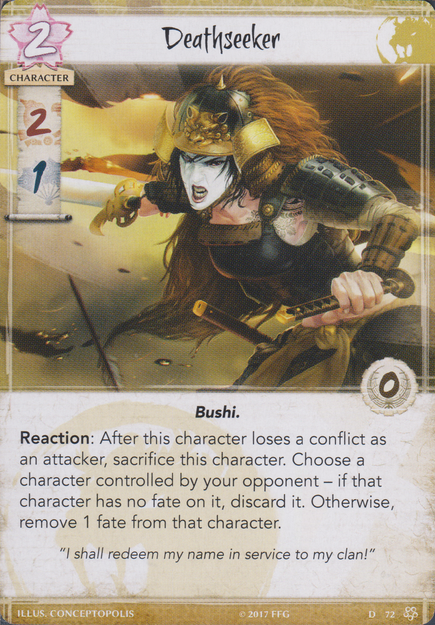 2
Deathseeker
CHARACTER
2
1
0
Bushi.
Reaction: After this character loses a conflict as
an attacker, sacrifice this character. Choose a
character controlled by your opponent – if that
character has no fate on it, discard it. Otherwise,
remove 1 fate from that character.
“I shall redeem my name in service to my clan!”
ILLUS. CONCEPTOPOLIS © 2017 FFG D 72